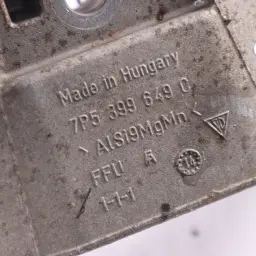 Made in Hungary
7P5 399 649 C
>AlSi9MgMn<
FFU
1-1-1